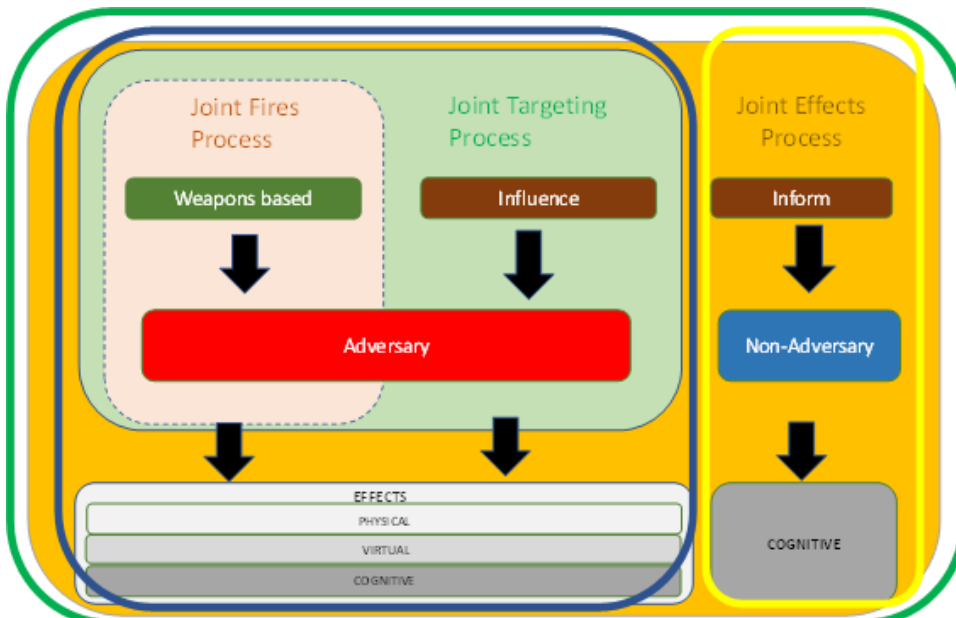 Joint Fires
Process
Joint Targeting
Process
Joint Effects
Process
Weapons based
Influence
Inform
Adversary
Non-Adversary
EFFECTS
PHYSICAL
VIRTUAL
COGNITIVE
COGNITIVE